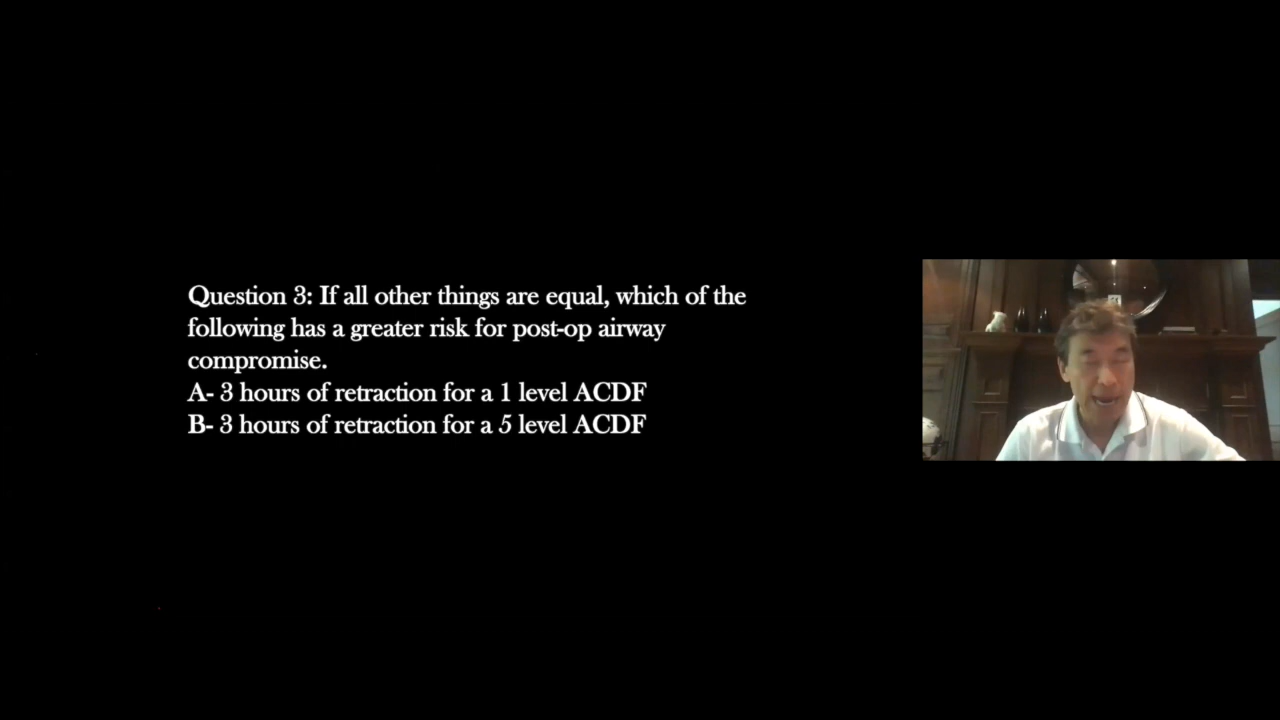 Question 3: If all other things are equal, which of the
following has a greater risk for post-op airway
compromise.
A- 3 hours of retraction for a 1 level ACDF
B- 3 hours of retraction for a 5 level ACDF